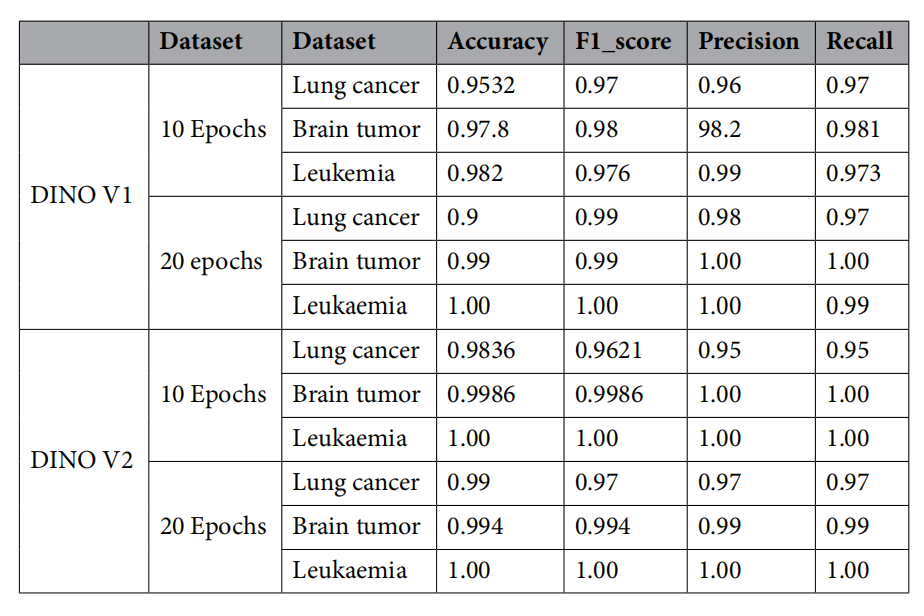 Dataset Dataset Accuracy F1_score Precision Recall
DINO V1 10 Epochs Lung cancer 0.9532 0.97 0.96 0.97
Brain tumor 0.97.8 0.98 98.2 0.981
Leukemia 0.982 0.976 0.99 0.973
20 epochs Lung cancer 0.9 0.99 0.98 0.97
Brain tumor 0.99 0.99 1.00 1.00
Leukaemia 1.00 1.00 1.00 0.99
DINO V2 10 Epochs Lung cancer 0.9836 0.9621 0.95 0.95
Brain tumor 0.9986 0.9986 1.00 1.00
Leukaemia 1.00 1.00 1.00 1.00
20 Epochs Lung cancer 0.99 0.97 0.97 0.97
Brain tumor 0.994 0.994 0.99 0.99
Leukaemia 1.00 1.00 1.00 1.00